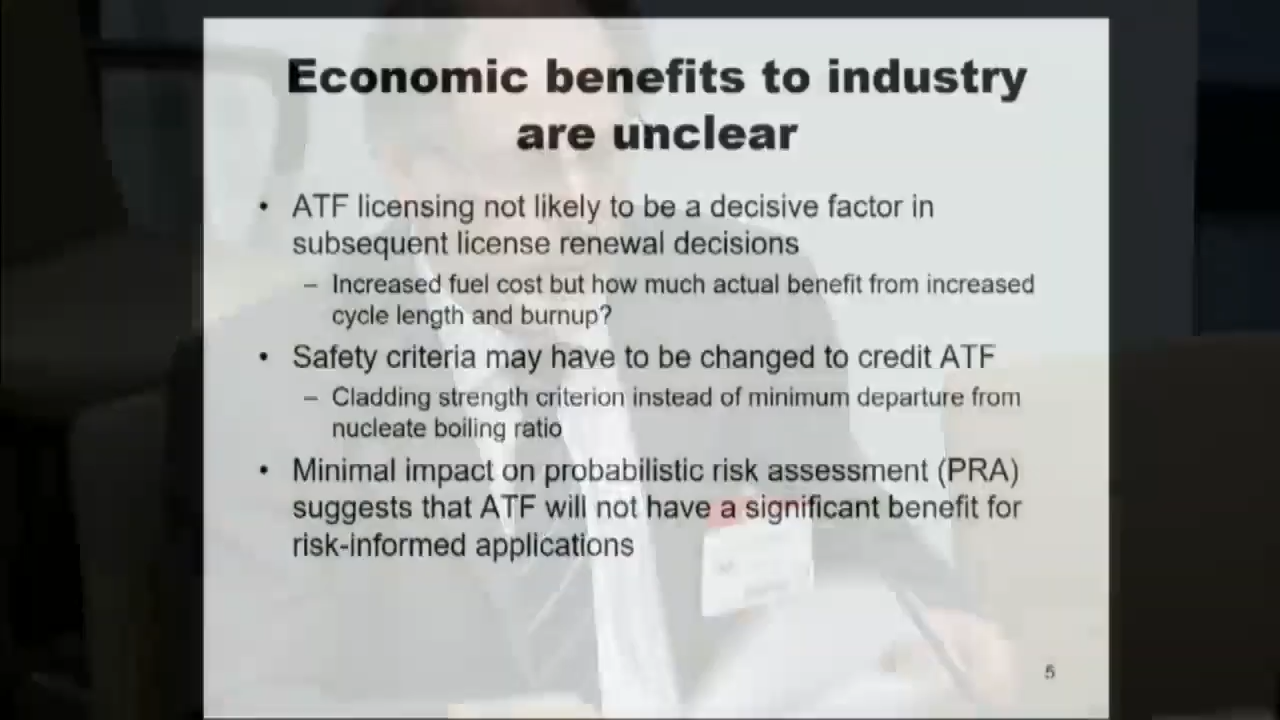 Economic benefits to industry
are unclear
• ATF licensing not likely to be a decisive factor in
subsequent license renewal decisions
– Increased fuel cost but how much actual benefit from increased
cycle length and burnup?
• Safety criteria may have to be changed to credit ATF
– Cladding strength criterion instead of minimum departure from
nucleate boiling ratio
• Minimal impact on probabilistic risk assessment (PRA)
suggests that ATF will not have a significant benefit for
risk-informed applications
5